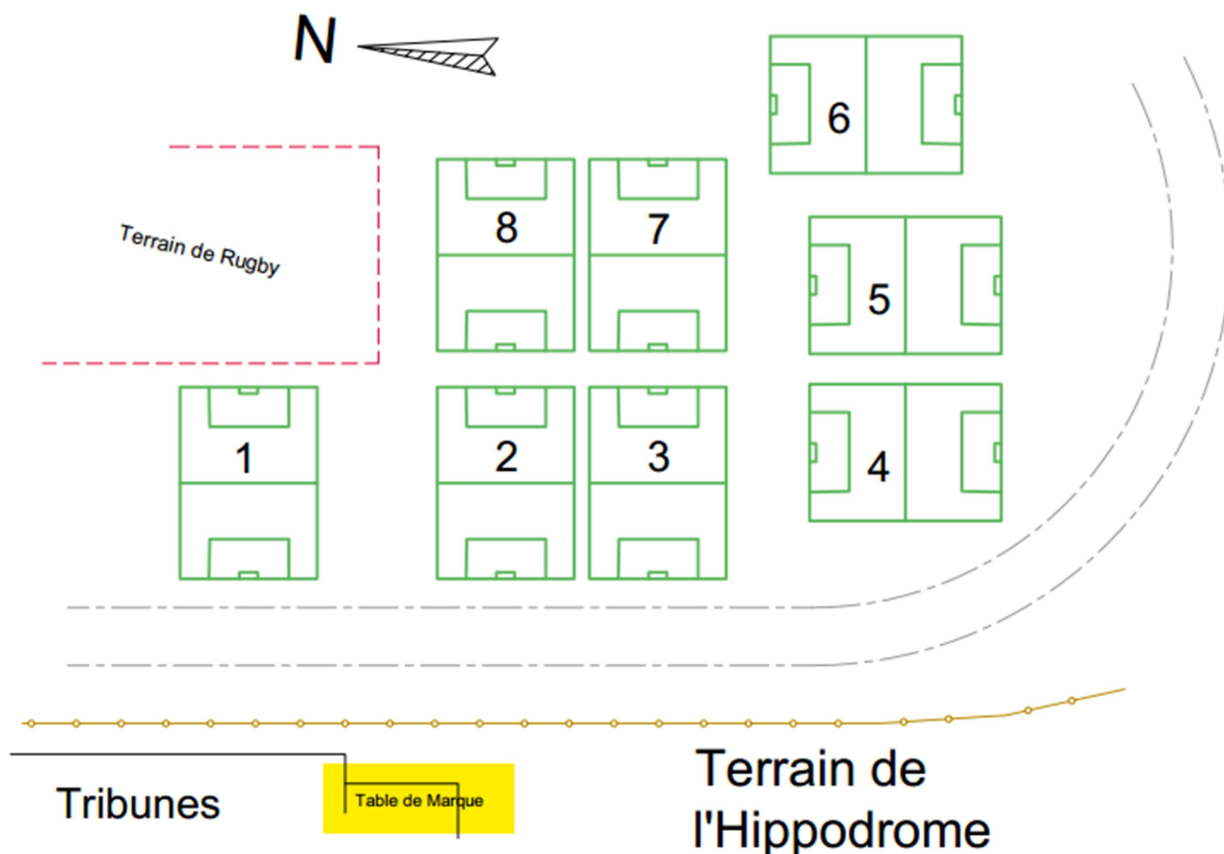 N
6
Terrain de Rugby
8
7
5
1
2
3
4
Terrain de
l'Hippodrome
Tribunes
Table de Marque